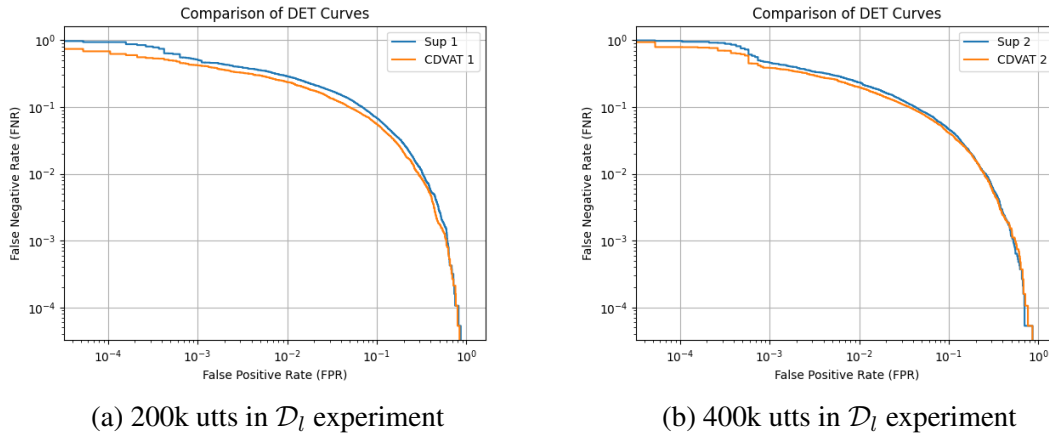 Comparison of DET Curves
Sup 1
CDVAT 1
False Negative Rate (FNR)
10⁰
10⁻¹
10⁻²
10⁻³
10⁻⁴
10⁻⁴ 10⁻³ 10⁻² 10⁻¹ 10⁰
False Positive Rate (FPR)
(a) 200k utts in 𝒟ₗ experiment
Comparison of DET Curves
Sup 2
CDVAT 2
False Negative Rate (FNR)
10⁰
10⁻¹
10⁻²
10⁻³
10⁻⁴
10⁻⁴ 10⁻³ 10⁻² 10⁻¹ 10⁰
False Positive Rate (FPR)
(b) 400k utts in 𝒟ₗ experiment